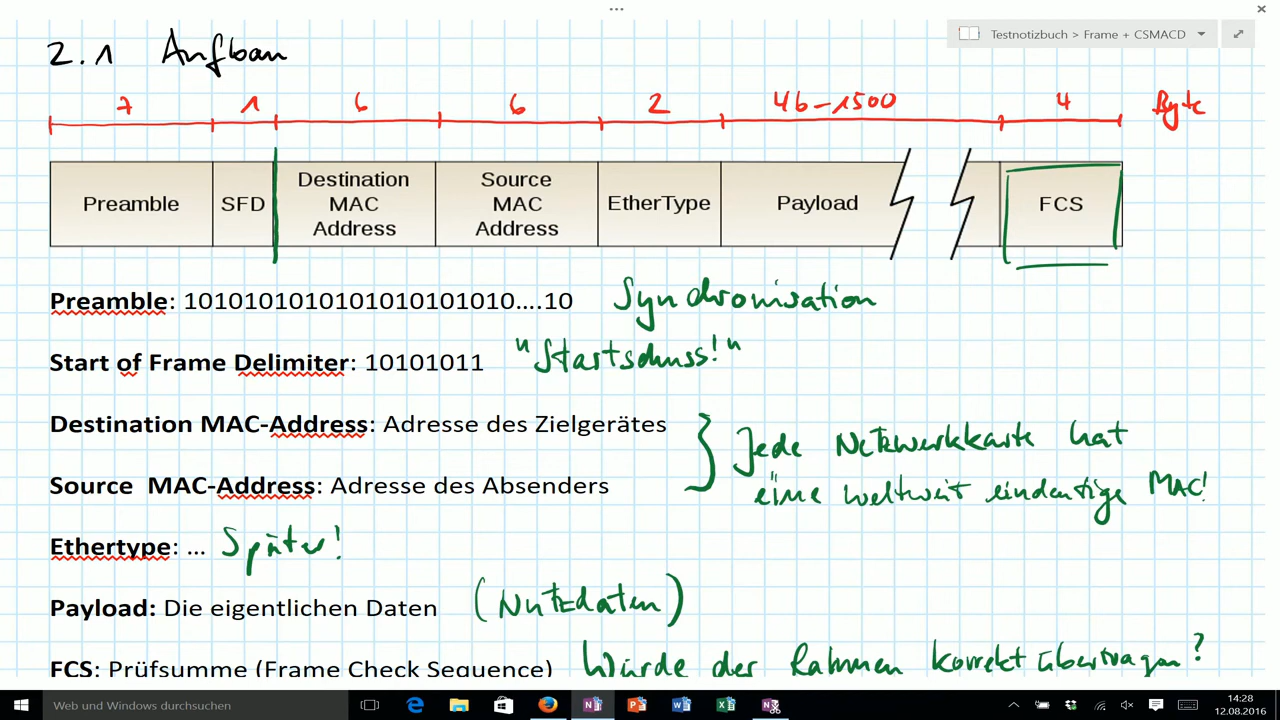 Testnotizbuch > Frame + CSMACD
2.1 Aufbau
7 1 6 6 2 46-1500 4 Byte
Preamble SFD Destination MAC Address Source MAC Address EtherType Payload FCS
Preamble: 1010101010101010101010....10 Synchronisation
Start of Frame Delimiter: 10101011 "Startschuss!"
Destination MAC-Address: Adresse des Zielgerätes
Jede Netzwerkkarte hat
Source MAC-Address: Adresse des Absenders
eine weltweit eindeutige MAC!
Ethertype: ... Später!
Payload: Die eigentlichen Daten (Nutzdaten)
FCS: Prüfsumme (Frame Check Sequence) Wurde der Rahmen korrekt übertragen?
Web und Windows durchsuchen
14:28
12.08.2016